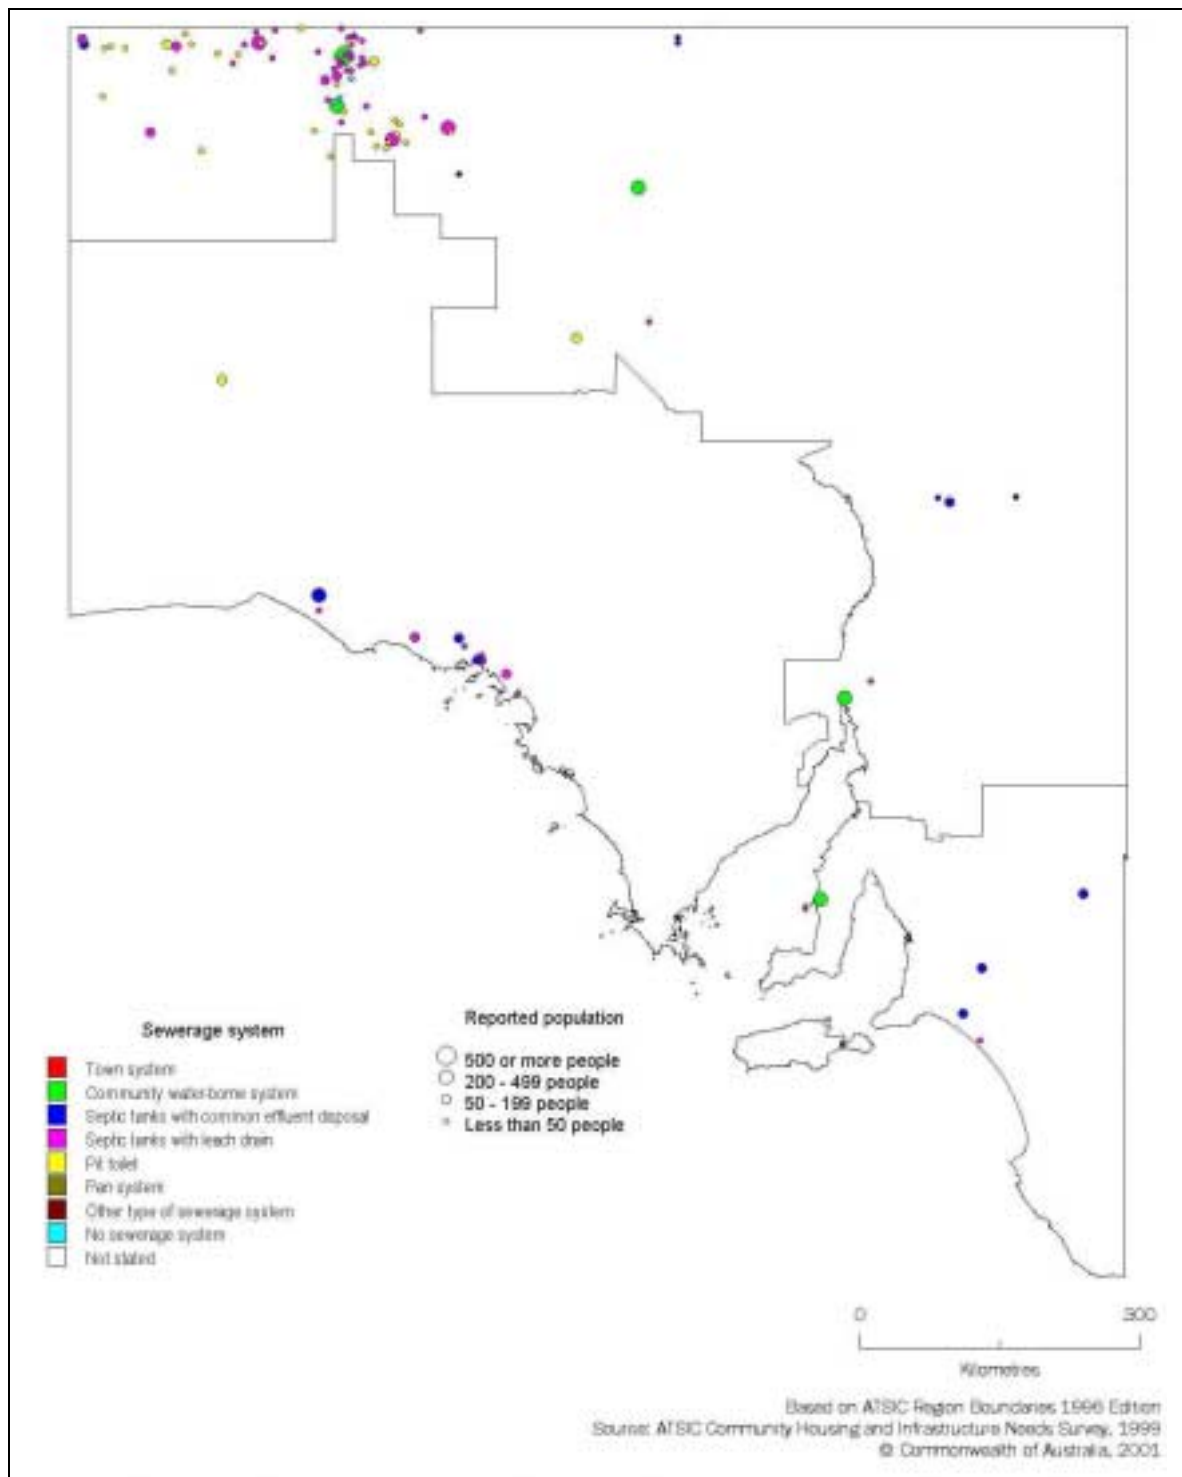 Sewerage system
Town system
Community water-borne system
Septic tanks with common effluent disposal
Septic tanks with leach drain
Pit toilet
Pan system
Other type of sewerage system
No sewerage system
Not stated
Reported population
500 or more people
200 - 499 people
50 - 199 people
Less than 50 people
0 300
Kilometres
Based on ATSIC Region Boundaries 1996 Edition
Source: ATSIC Community Housing and Infrastructure Needs Survey, 1999
© Commonwealth of Australia, 2001